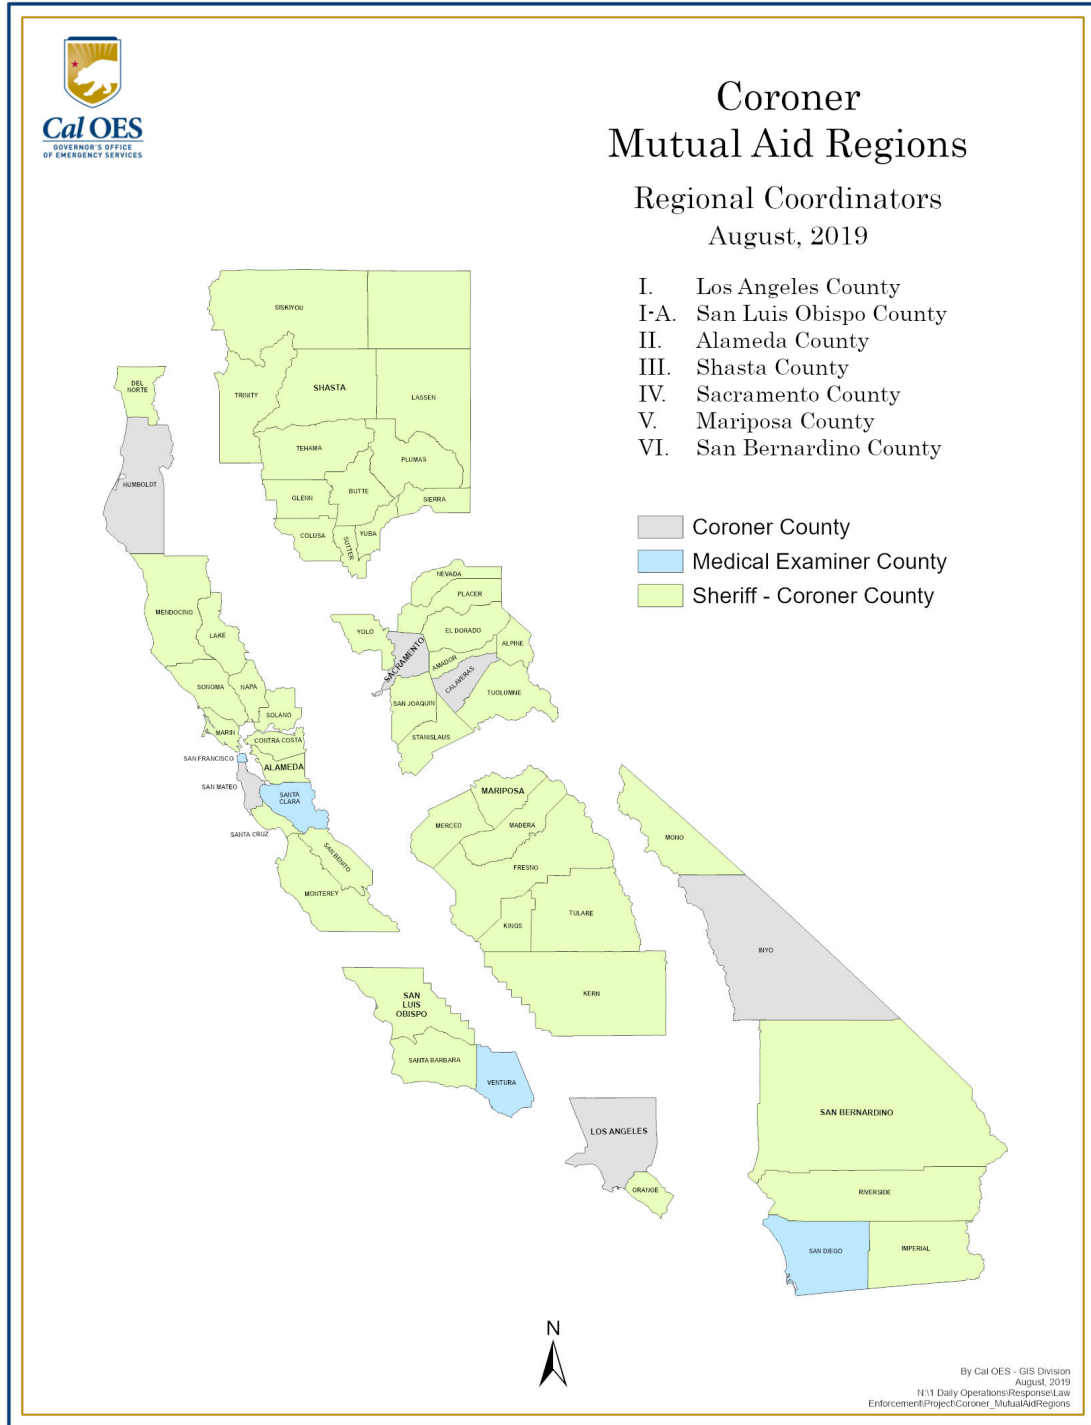 Cal OES
GOVERNOR'S OFFICE
OF EMERGENCY SERVICES
Coroner
Mutual Aid Regions
Regional Coordinators
August, 2019
I. Los Angeles County
I-A. San Luis Obispo County
II. Alameda County
III. Shasta County
IV. Sacramento County
V. Mariposa County
VI. San Bernardino County
Coroner County
Medical Examiner County
Sheriff - Coroner County
SISKIYOU
DEL
NORTE
TRINITY
SHASTA
LASSEN
HUMBOLDT
TEHAMA
PLUMAS
GLENN
BUTTE
SIERRA
COLUSA
SUTTER
YUBA
MENDOCINO
LAKE
NEVADA
PLACER
YOLO
SACRAMENTO
EL DORADO
ALPINE
AMADOR
CALAVERAS
TUOLUMNE
SONOMA
NAPA
SOLANO
SAN JOAQUIN
MARIN
CONTRA COSTA
STANISLAUS
SAN FRANCISCO
ALAMEDA
SAN MATEO
SANTA
CLARA
SANTA CRUZ
SAN BENITO
MONTEREY
MARIPOSA
MERCED
MADERA
FRESNO
KINGS
TULARE
KERN
MONO
INYO
SAN
LUIS
OBISPO
SANTA BARBARA
VENTURA
LOS ANGELES
ORANGE
SAN BERNARDINO
RIVERSIDE
SAN DIEGO
IMPERIAL
N
By Cal OES - GIS Division
August, 2019
N:\1 Daily Operations\Response\Law
Enforcement\Project\Coroner_MutualAidRegions